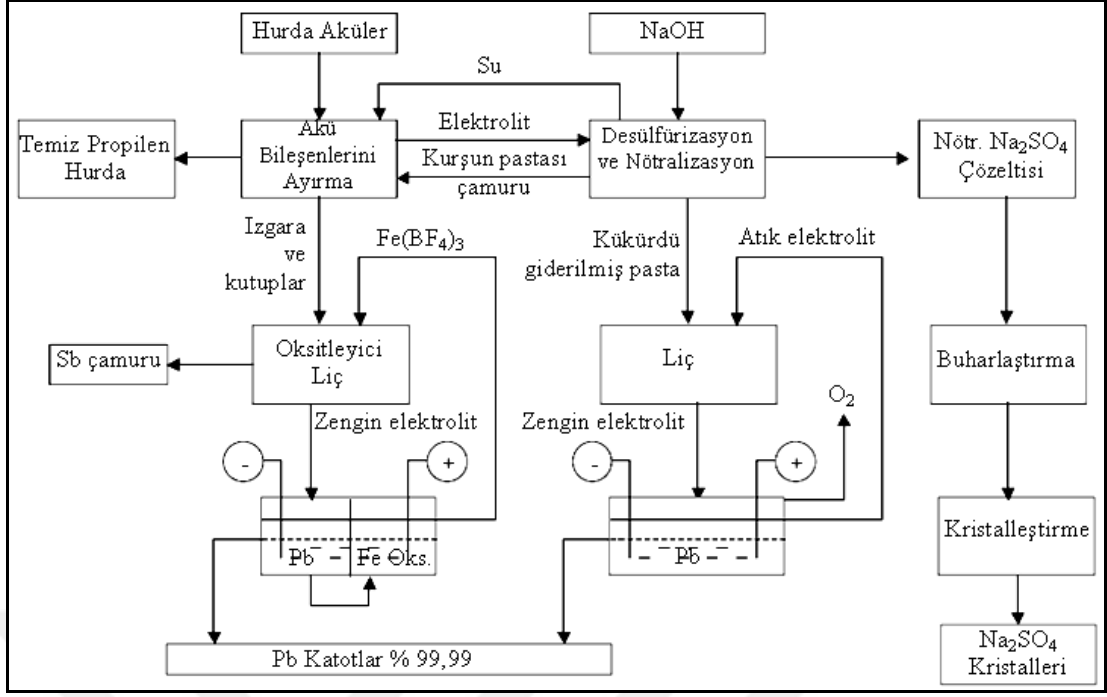 Hurda Aküler
NaOH
Su
Temiz Propilen
Hurda
Akü
Bileşenlerini
Ayırma
Elektrolit
Kurşun pastası
çamuru
Desülfürizasyon
ve Nötralizasyon
Nötr. Na₂SO₄
Çözeltisi
Izgara
ve
kutuplar
Fe(BF₄)₃
Kükürdü
giderilmiş pasta
Atık elektrolit
Sb çamuru
Oksitleyici
Liç
Liç
Buharlaştırma
O₂
Zengin elektrolit
Zengin elektrolit
-
+
-
+
Pb
Fe Oks.
Pb
Kristalleştirme
Pb Katotlar % 99,99
Na₂SO₄
Kristalleri